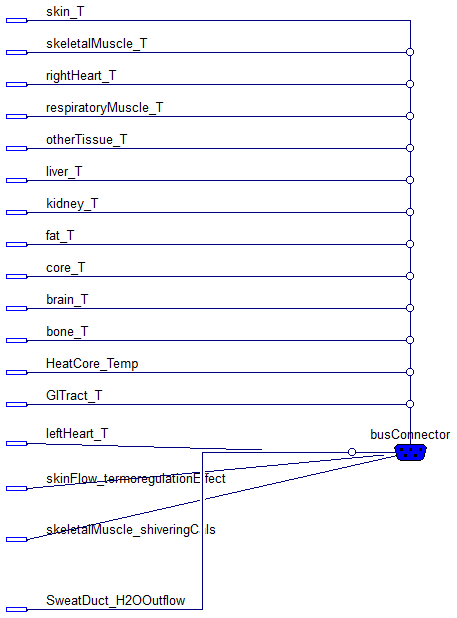 skin_T
skeletalMuscle_T
rightHeart_T
respiratoryMuscle_T
otherTissue_T
liver_T
kidney_T
fat_T
core_T
brain_T
bone_T
HeatCore_Temp
GITract_T
leftHeart_T
busConnector
skinFlow_termoregulationEffect
skeletalMuscle_shiveringCals
SweatDuct_H2OOutflow